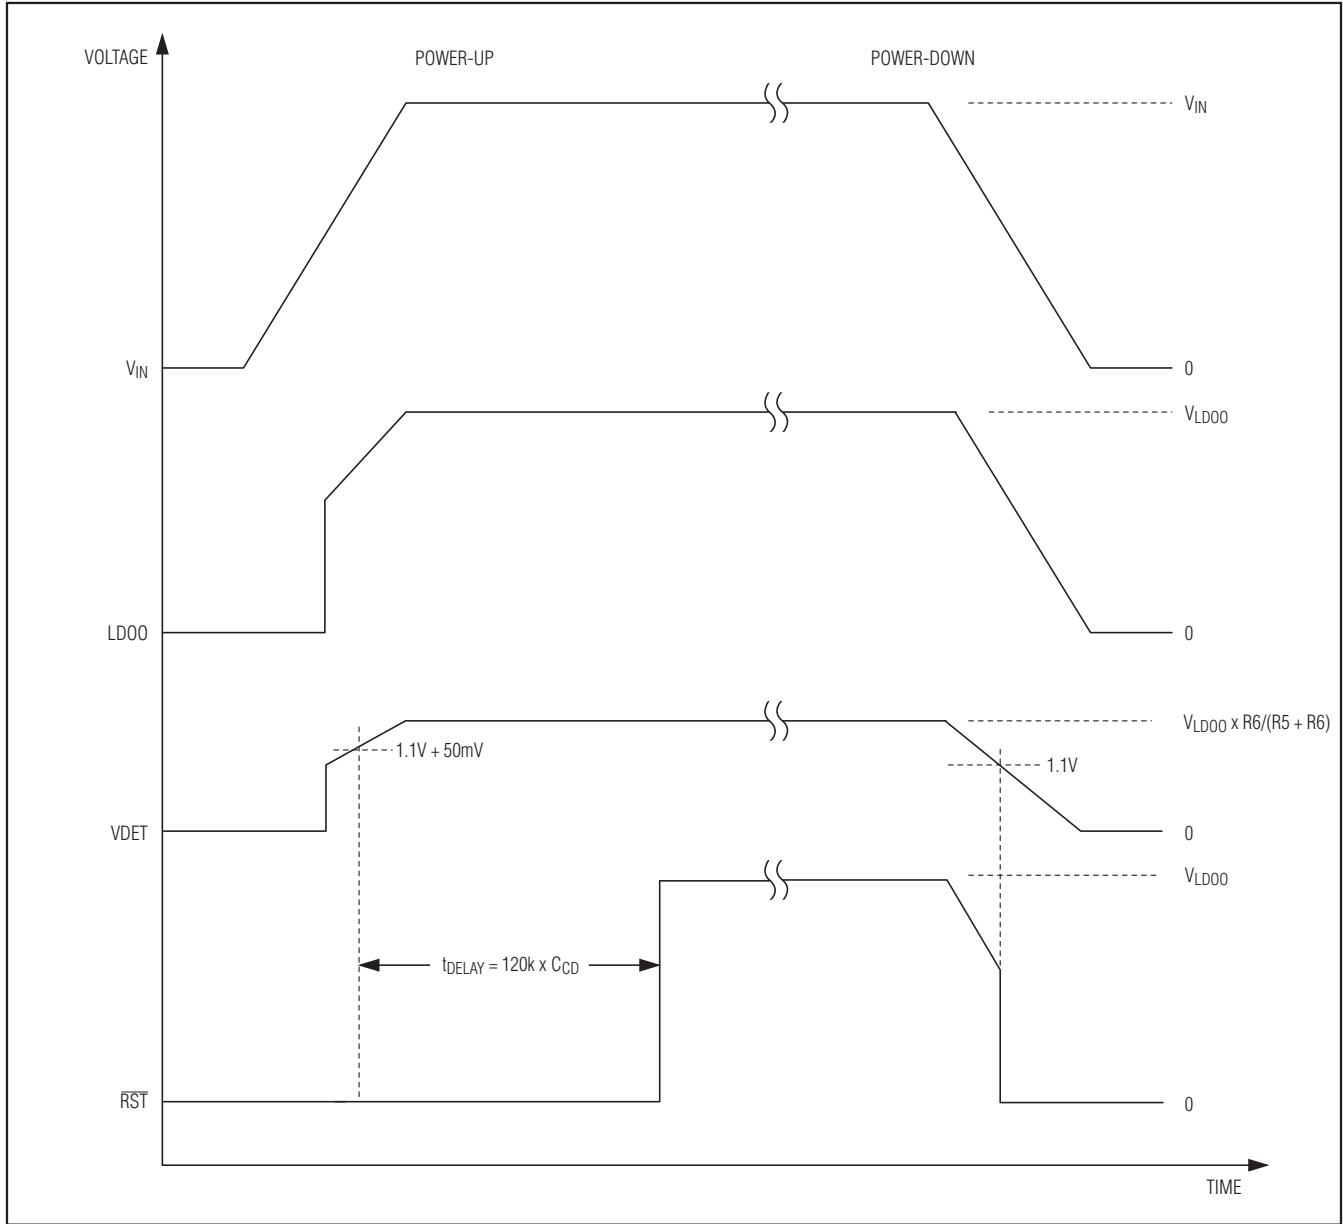 VOLTAGE
POWER-UP
POWER-DOWN
VIN
VIN
0
VLDOO
LDOO
0
VLDOO x R6/(R5 + R6)
1.1V + 50mV
1.1V
VDET
0
VLDOO
tDELAY = 120k x CCD
RST
0
TIME